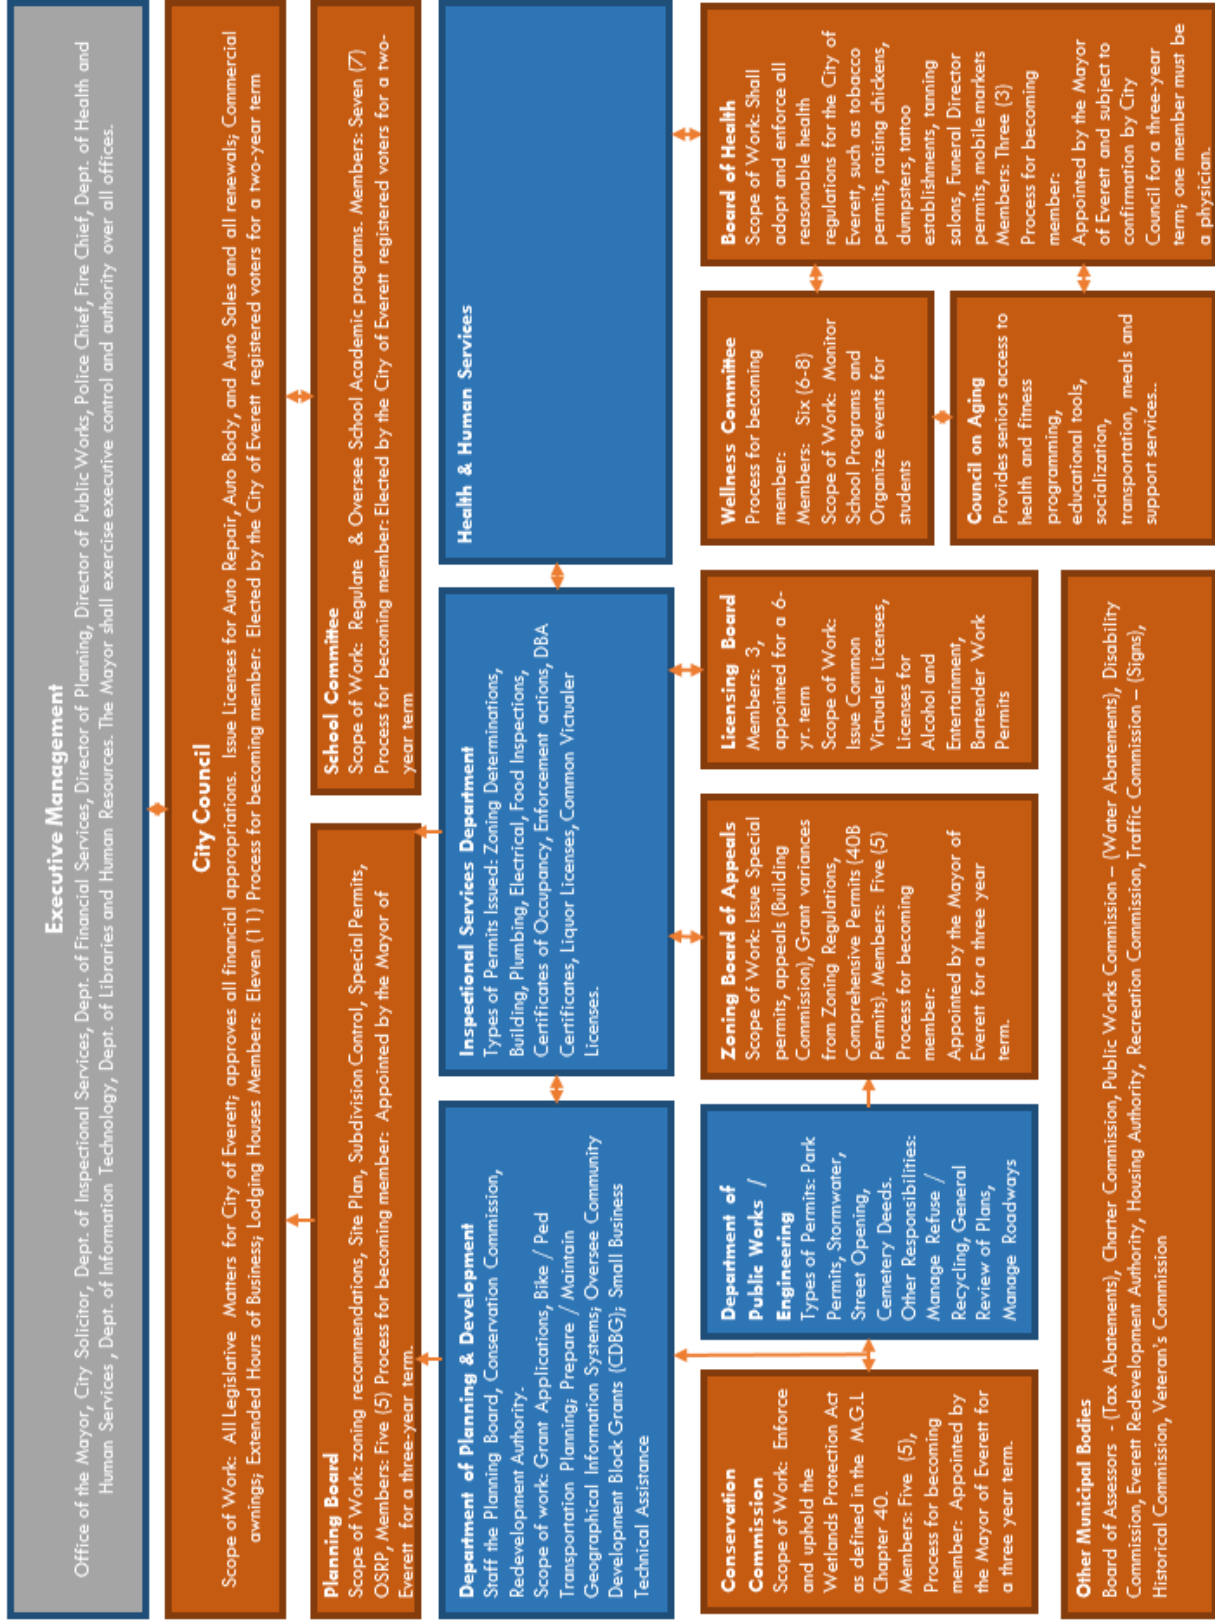 Executive Management
Office of the Mayor, City Solicitor, Dept. of Inspectional Services, Dept. of Financial Services, Director of Planning, Director of Public Works, Police Chief, Fire Chief, Dept. of Health and
Human Services , Dept. of Information Technology, Dept. of Libraries and Human Resources. The Mayor shall exercise executive control and authority over all offices.
City Council
Scope of Work: All Legislative Matters for City of Everett; approves all financial appropriations. Issue Licenses for Auto Repair, Auto Body, and Auto Sales and all renewals; Commercial
awnings; Extended Hours of Business; Lodging Houses Members: Eleven (11) Process for becoming member: Elected by the City of Everett registered voters for a two-year term
Planning Board
Scope of Work: zoning recommendations, Site Plan, Subdivision Control, Special Permits,
OSRP, Members: Five (5) Process for becoming member: Appointed by the Mayor of
Everett for a three-year term.
School Committee
Scope of Work: Regulate & Oversee School Academic programs. Members: Seven (7)
Process for becoming member: Elected by the City of Everett registered voters for a two-
year term
Department of Planning & Development
Staff the Planning Board, Conservation Commission,
Redevelopment Authority.
Scope of work: Grant Applications, Bike / Ped
Transportation Planning; Prepare / Maintain
Geographical Information Systems; Oversee Community
Development Block Grants (CDBG); Small Business
Technical Assistance
Inspectional Services Department
Types of Permits Issued: Zoning Determinations,
Building, Plumbing, Electrical, Food Inspections,
Certificates of Occupancy, Enforcement actions, DBA
Certificates, Liquor Licenses, Common Victualer
Licenses.
Health & Human Services
Conservation
Commission
Scope of Work: Enforce
and uphold the
Wetlands Protection Act
as defined in the M.G.L
Chapter 40.
Members: Five (5),
Process for becoming
member: Appointed by
the Mayor of Everett for
a three year term.
Department of
Public Works /
Engineering
Types of Permits: Park
Permits, Stormwater,
Street Opening,
Cemetery Deeds.
Other Responsibilities:
Manage Refuse /
Recycling, General
Review of Plans,
Manage Roadways
Zoning Board of Appeals
Scope of Work: Issue Special
permits, appeals (Building
Commission), Grant variances
from Zoning Regulations,
Comprehensive Permits (40B
Permits). Members: Five (5)
Process for becoming
member:
Appointed by the Mayor of
Everett for a three year
term.
Licensing Board
Members: 3,
appointed for a 6-
yr. term
Scope of Work:
Issue Common
Victualer Licenses,
Licenses for
Alcohol and
Entertainment,
Bartender Work
Permits
Wellness Committee
Process for becoming
member:
Members: Six (6-8)
Scope of Work: Monitor
School Programs and
Organize events for
students
Council on Aging
Provides seniors access to
health and fitness
programming,
educational tools,
socialization,
transportation, meals and
support services..
Board of Health
Scope of Work: Shall
adopt and enforce all
reasonable health
regulations for the City of
Everett, such as tobacco
permits, raising chickens,
dumpsters, tattoo
establishments, tanning
salons, Funeral Director
permits, mobile markets
Members: Three (3)
Process for becoming
member:
Appointed by the Mayor
of Everett and subject to
confirmation by City
Council for a three-year
term; one member must be
a physician.
Other Municipal Bodies
Board of Assessors - (Tax Abatements), Charter Commission, Public Works Commission – (Water Abatements), Disability
Commission, Everett Redevelopment Authority, Housing Authority, Recreation Commission, Traffic Commission – (Signs),
Historical Commission, Veteran's Commission